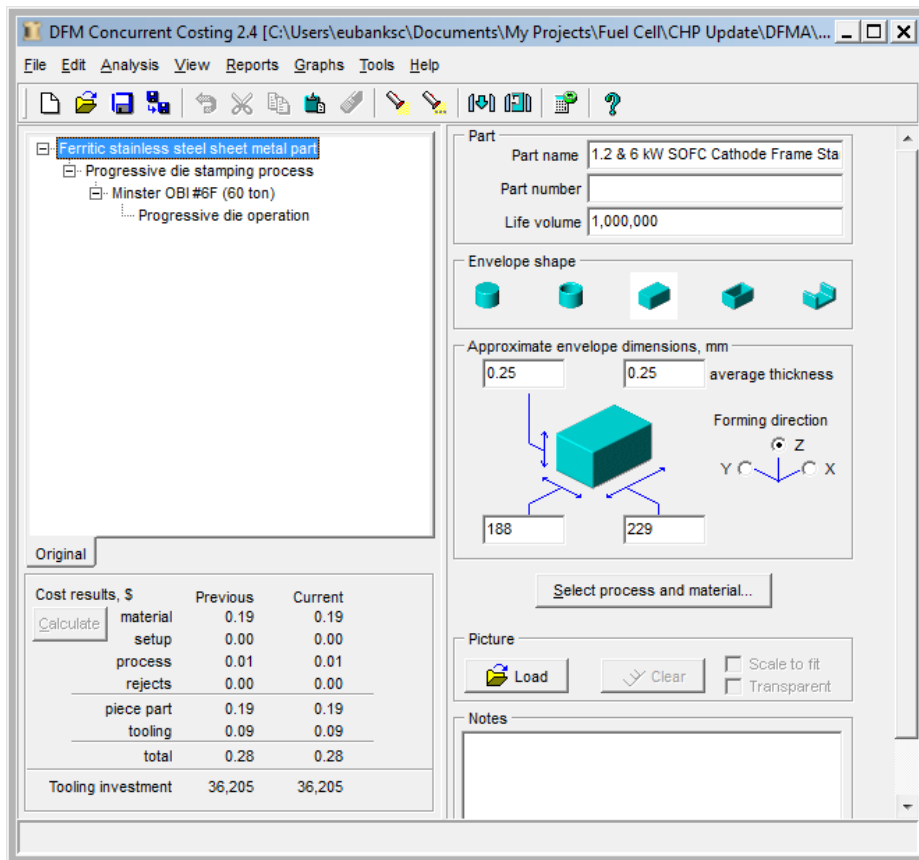 DFM Concurrent Costing 2.4 [C:\Users\eubanksc\Documents\My Projects\Fuel Cell\CHP Update\DFMA\...
File Edit Analysis View Reports Graphs Tools Help
Ferritic stainless steel sheet metal part
Progressive die stamping process
Minster OBI #6F (60 ton)
Progressive die operation
Original
Cost results, $ Previous Current
Calculate
material 0.19 0.19
setup 0.00 0.00
process 0.01 0.01
rejects 0.00 0.00
piece part 0.19 0.19
tooling 0.09 0.09
total 0.28 0.28
Tooling investment 36,205 36,205
Part
Part name 1.2 & 6 kW SOFC Cathode Frame Sta
Part number
Life volume 1,000,000
Envelope shape
Approximate envelope dimensions, mm
0.25 0.25 average thickness
Forming direction
Z
Y X
188 229
Select process and material...
Picture
Load Clear Scale to fit
Transparent
Notes